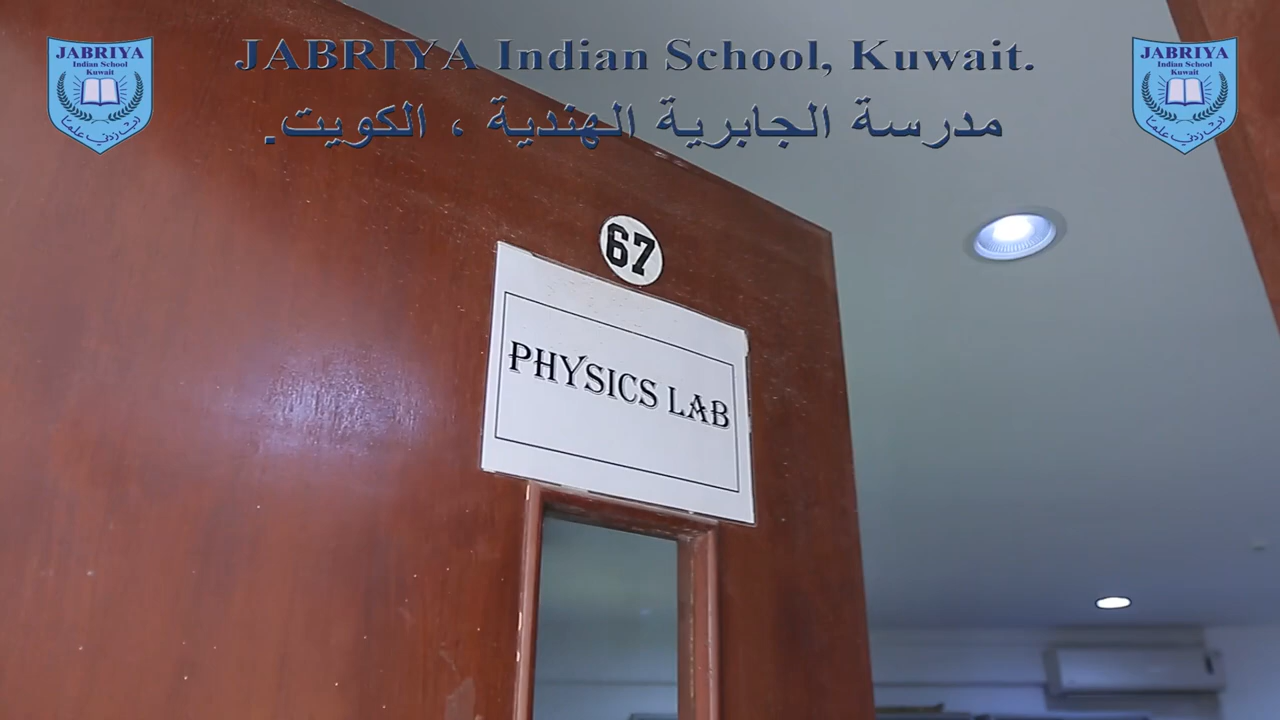 JABRIYA
Indian School
Kuwait
JABRIYA Indian School, Kuwait.
مدرسة الجابرية الهندية ، الكويت.
JABRIYA
Indian School
Kuwait
67
PHYSICS LAB